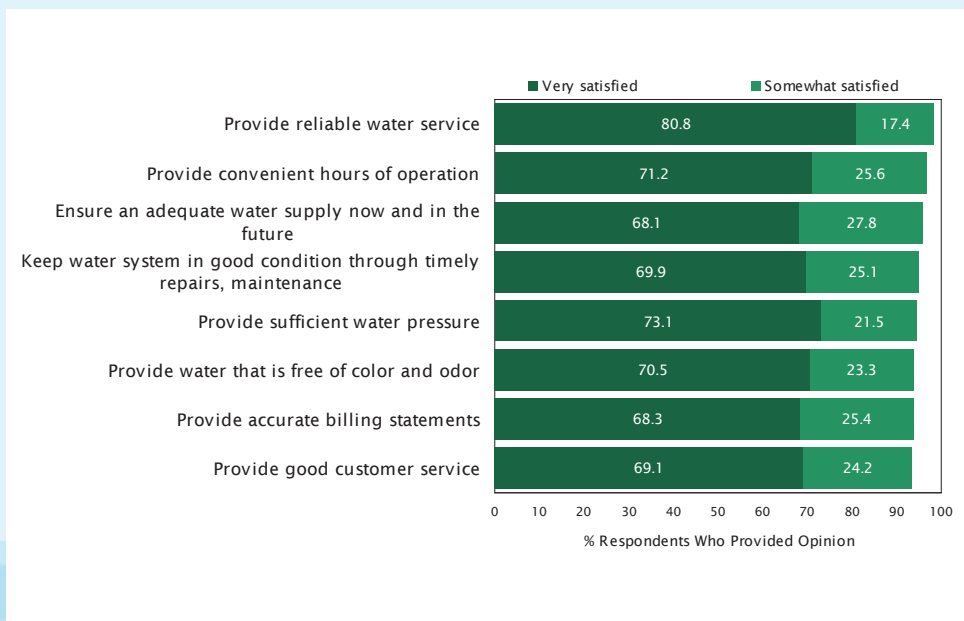 Very satisfied Somewhat satisfied
Provide reliable water service 80.8 17.4
Provide convenient hours of operation 71.2 25.6
Ensure an adequate water supply now and in the
future 68.1 27.8
Keep water system in good condition through timely
repairs, maintenance 69.9 25.1
Provide sufficient water pressure 73.1 21.5
Provide water that is free of color and odor 70.5 23.3
Provide accurate billing statements 68.3 25.4
Provide good customer service 69.1 24.2
0 10 20 30 40 50 60 70 80 90 100
% Respondents Who Provided Opinion